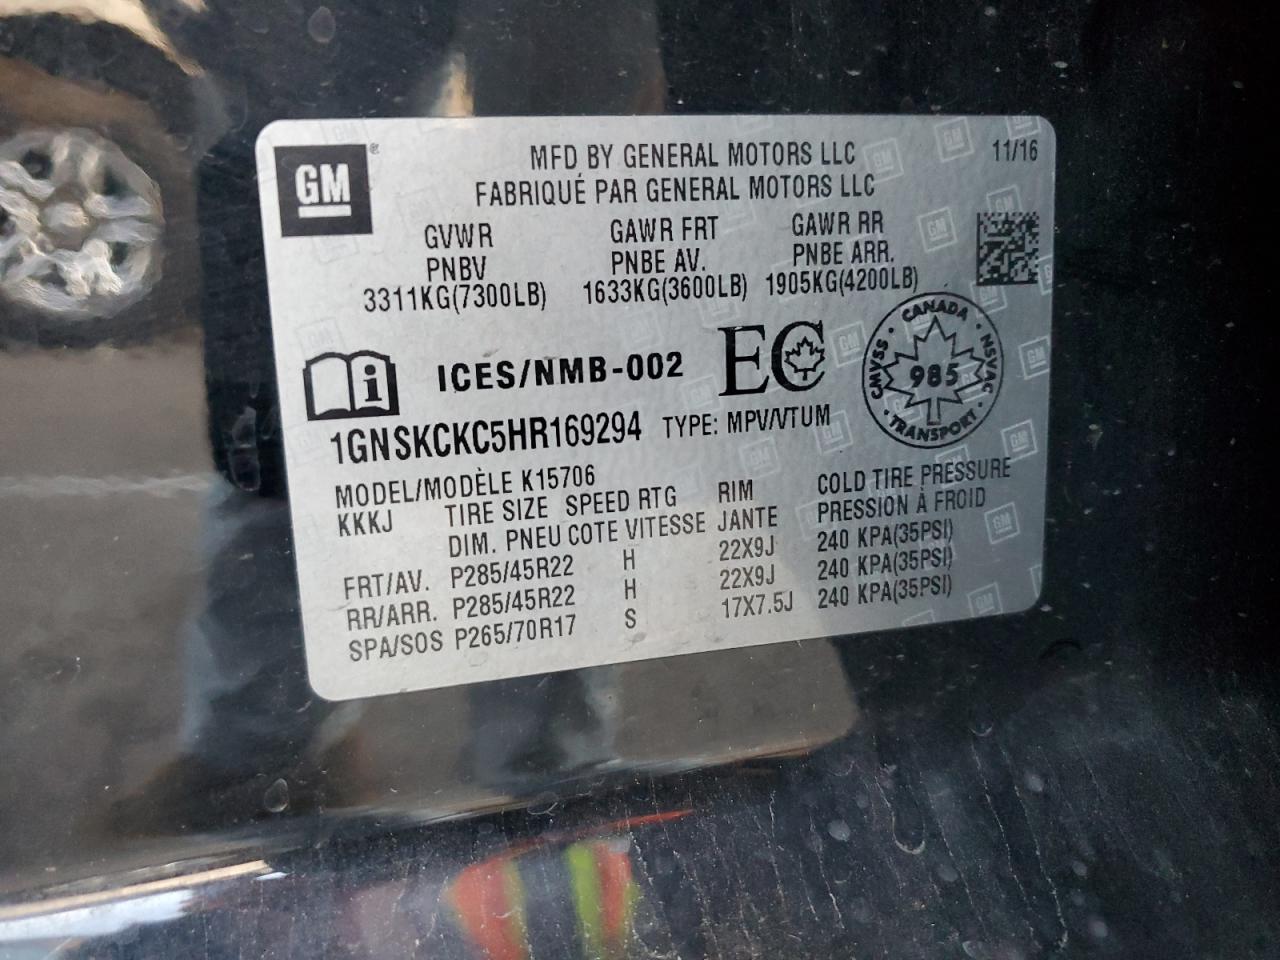 GM
MFD BY GENERAL MOTORS LLC
11/16
FABRIQUÉ PAR GENERAL MOTORS LLC
GVWR GAWR FRT GAWR RR
PNBV PNBE AV. PNBE ARR.
3311KG(7300LB) 1633KG(3600LB) 1905KG(4200LB)
i ICES/NMB-002 EC
CANADA
CMVSS 985 NSVAC
TRANSPORT
1GNSKCKC5HR169294 TYPE: MPV/VTUM
MODEL/MODÈLE K15706
KKKJ TIRE SIZE SPEED RTG RIM COLD TIRE PRESSURE
DIM. PNEU COTE VITESSE JANTE PRESSION À FROID
FRT/AV. P285/45R22 H 22X9J 240 KPA(35PSI)
RR/ARR. P285/45R22 H 22X9J 240 KPA(35PSI)
SPA/SOS P265/70R17 S 17X7.5J 240 KPA(35PSI)